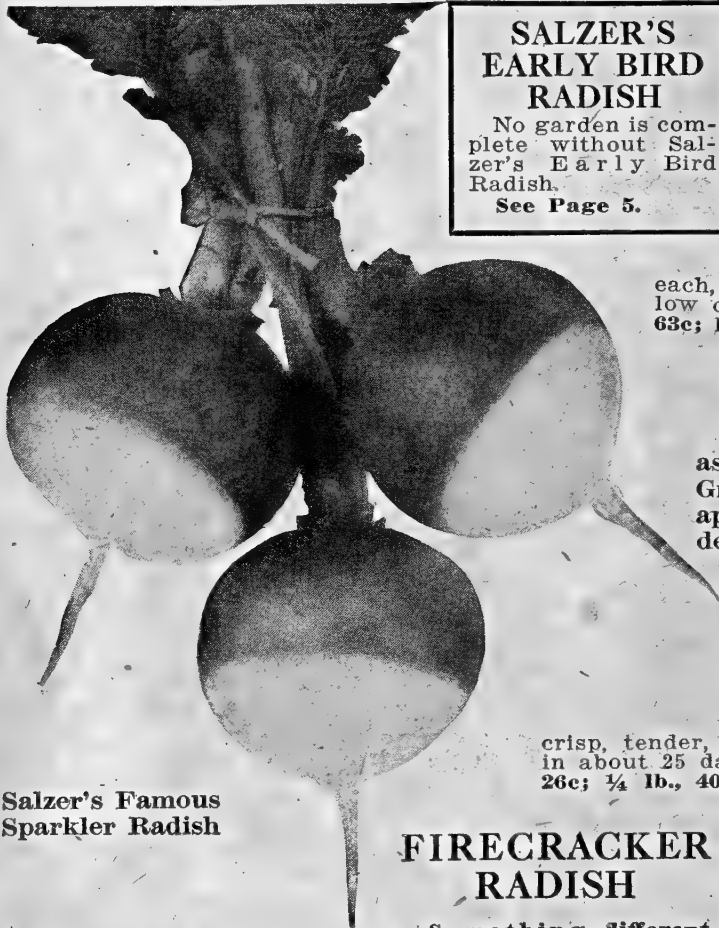 SALZER'S
EARLY BIRD
RADISH
No garden is com-
plete without Sal-
zer's Early Bird
Radish.
See Page 5.
each,
low
63c;
as
ap
de
crisp, tender,
in about 25 da
26c; ¼ lb., 40
Salzer's Famous
Sparkler Radish
FIRECRACKER
RADISH
Something different